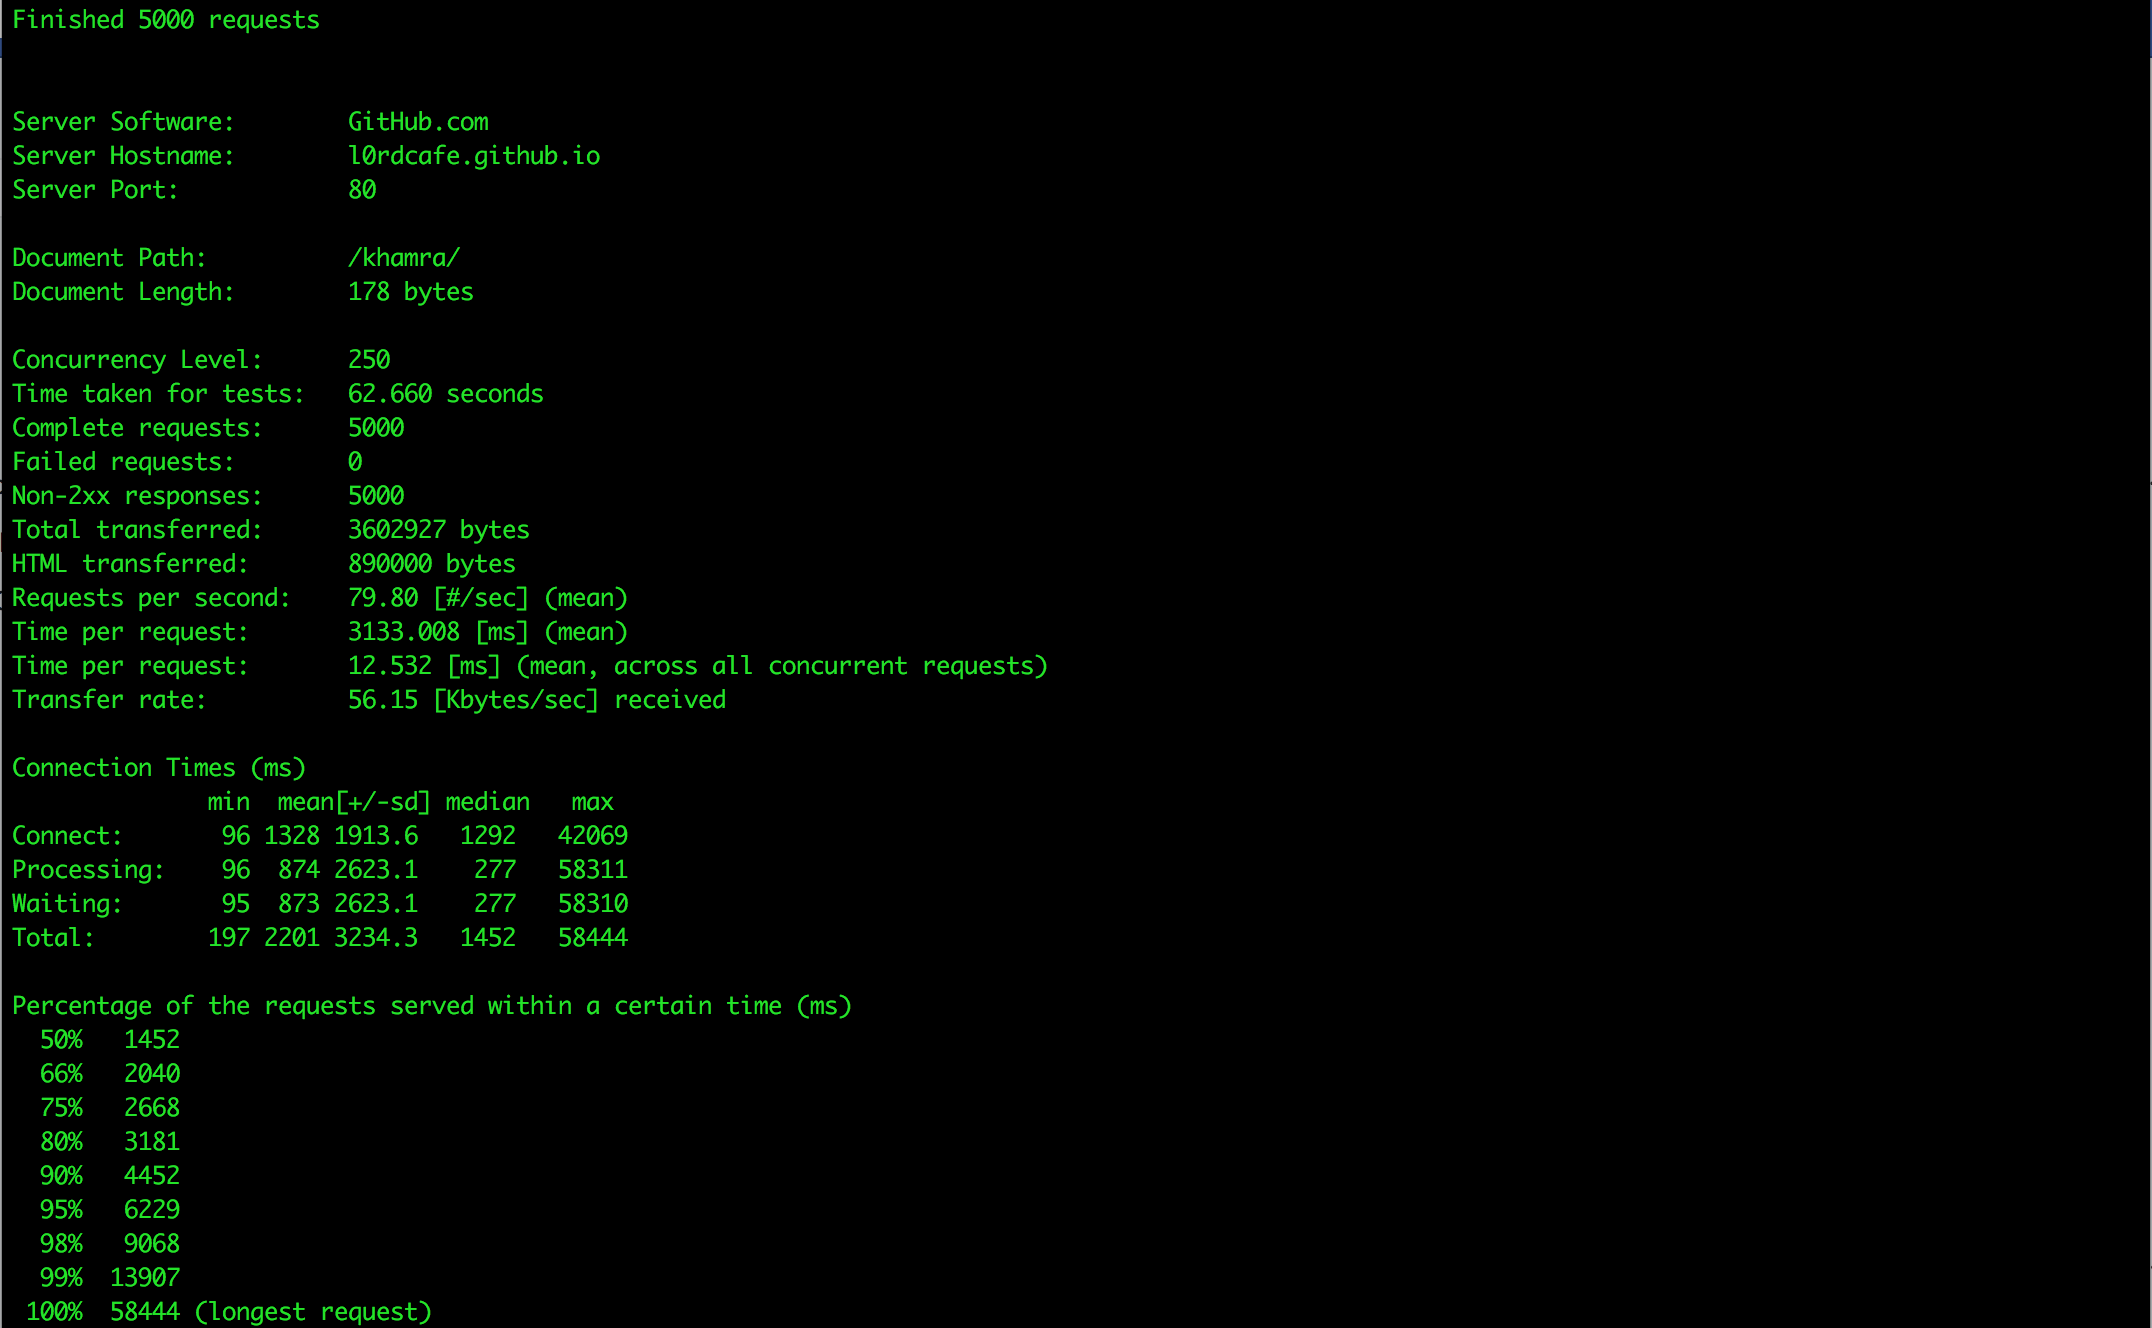 Finished 5000 requests
Server Software: GitHub.com
Server Hostname: l0rdcafe.github.io
Server Port: 80
Document Path: /khamra/
Document Length: 178 bytes
Concurrency Level: 250
Time taken for tests: 62.660 seconds
Complete requests: 5000
Failed requests: 0
Non-2xx responses: 5000
Total transferred: 3602927 bytes
HTML transferred: 890000 bytes
Requests per second: 79.80 [#/sec] (mean)
Time per request: 3133.008 [ms] (mean)
Time per request: 12.532 [ms] (mean, across all concurrent requests)
Transfer rate: 56.15 [Kbytes/sec] received
Connection Times (ms)
min mean[+/-sd] median max
Connect: 96 1328 1913.6 1292 42069
Processing: 96 874 2623.1 277 58311
Waiting: 95 873 2623.1 277 58310
Total: 197 2201 3234.3 1452 58444
Percentage of the requests served within a certain time (ms)
50% 1452
66% 2040
75% 2668
80% 3181
90% 4452
95% 6229
98% 9068
99% 13907
100% 58444 (longest request)